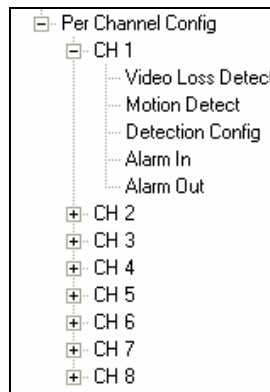 Per Channel Config
CH 1
Video Loss Detect
Motion Detect
Detection Config
Alarm In
Alarm Out
CH 2
CH 3
CH 4
CH 5
CH 6
CH 7
CH 8